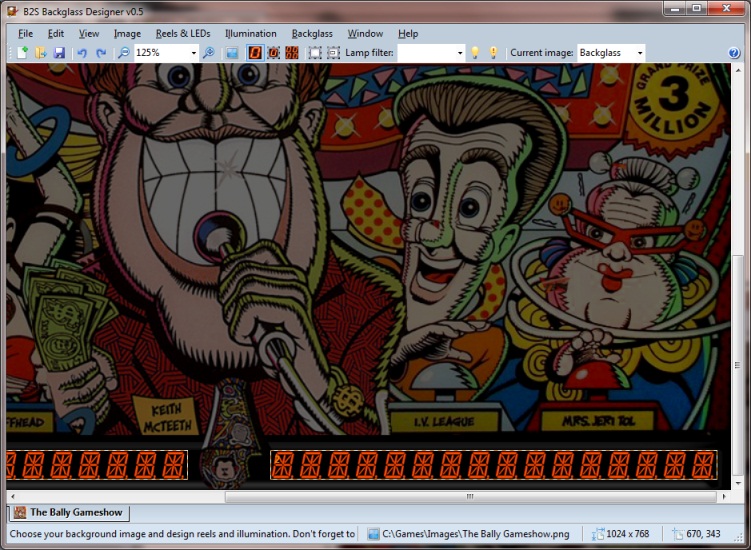 B2S Backglass Designer v0.5
File Edit View Image Reels & LEDs Illumination Backglass Window Help
125% Lamp filter: Current image: Backglass
GRAND PRIZE
3
MILLION
FFHEAD
KEITH
McTEETH
I.V. LEAGUE
MRS. JERI TOL
The Bally Gameshow
Choose your background image and design reels and illumination. Don't forget to C:\Games\Images\The Bally Gameshow.png 1024 x 768 670, 343